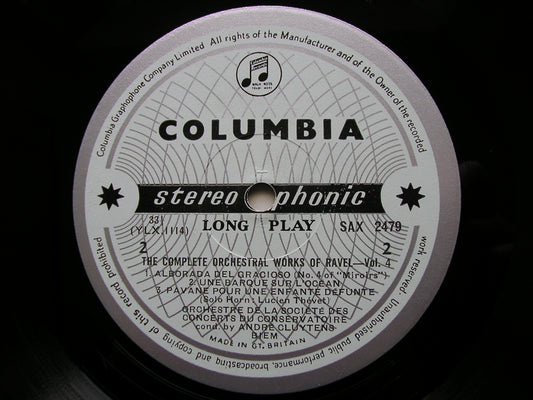 Columbia Graphophone Company Limited All rights of the Manufacturer and of the Owner of the recorded work reserved Unauthorised public performance, broadcasting and copying of this record prohibited
COLUMBIA
stereophonic
33⅓
(YLX.1114)
LONG PLAY
SAX 2479
2
2
THE COMPLETE ORCHESTRAL WORKS OF RAVEL—Vol. 4
1. ALBORADA DEL GRACIOSO (No. 4 of "Miroirs")
2. UNE BARQUE SUR L'OCEAN
3. PAVANE POUR UNE ENFANTE DEFUNTE
(Solo Horn: Lucien Thévet)
ORCHESTRE DE LA SOCIÉTÉ DES
CONCERTS DU CONSERVATOIRE
cond. by ANDRÉ CLUYTENS
BIEM
MADE IN GT. BRITAIN